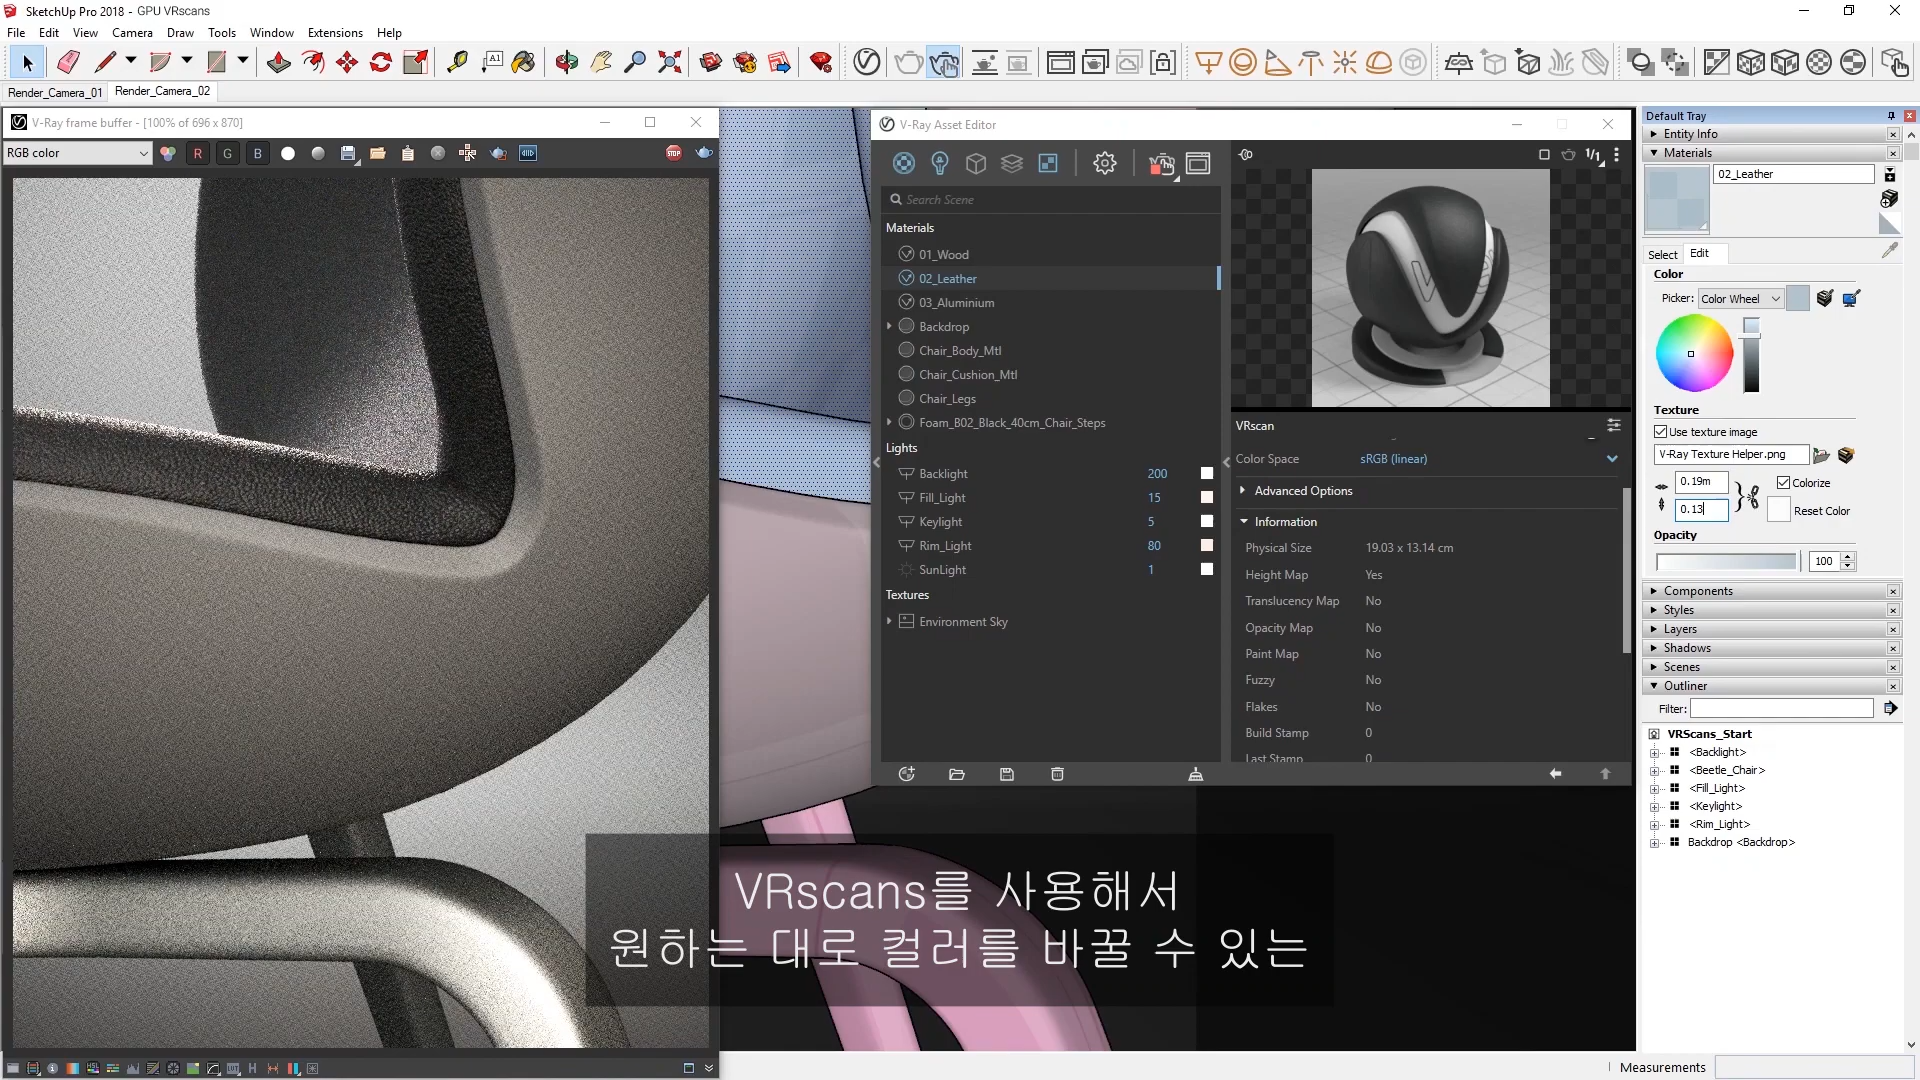 SketchUp Pro 2018 - GPU VRscans
File Edit View Camera Draw Tools Window Extensions Help
A1
Render_Camera_01 Render_Camera_02
V-Ray frame buffer - [100% of 696 x 870]
RGB color
R G B
STOP
V-Ray Asset Editor
Search Scene
Materials
01_Wood
02_Leather
03_Aluminium
Backdrop
Chair_Body_Mtl
Chair_Cushion_Mtl
Chair_Legs
Foam_B02_Black_40cm_Chair_Steps
Lights
Backlight 200
Fill_Light 15
Keylight 5
Rim_Light 80
SunLight 1
Textures
Environment Sky
1/1
VRscan
Color Space sRGB (linear)
Advanced Options
Information
Physical Size 19.03 x 13.14 cm
Height Map Yes
Translucency Map No
Opacity Map No
Paint Map No
Fuzzy No
Flakes No
Build Stamp 0
Last Stamp 0
Default Tray
Entity Info
Materials
02_Leather
Select Edit
Color
Picker: Color Wheel
Texture
Use texture image
V-Ray Texture Helper.png
0.19m
Colorize
0.13
Reset Color
Opacity
100
Components
Styles
Layers
Shadows
Scenes
Outliner
Filter:
VRScans_Start
<Backlight>
<Beetle_Chair>
<Fill_Light>
<Keylight>
<Rim_Light>
Backdrop <Backdrop>
VRscans를 사용해서
원하는 대로 컬러를 바꿀 수 있는
H
Measurements